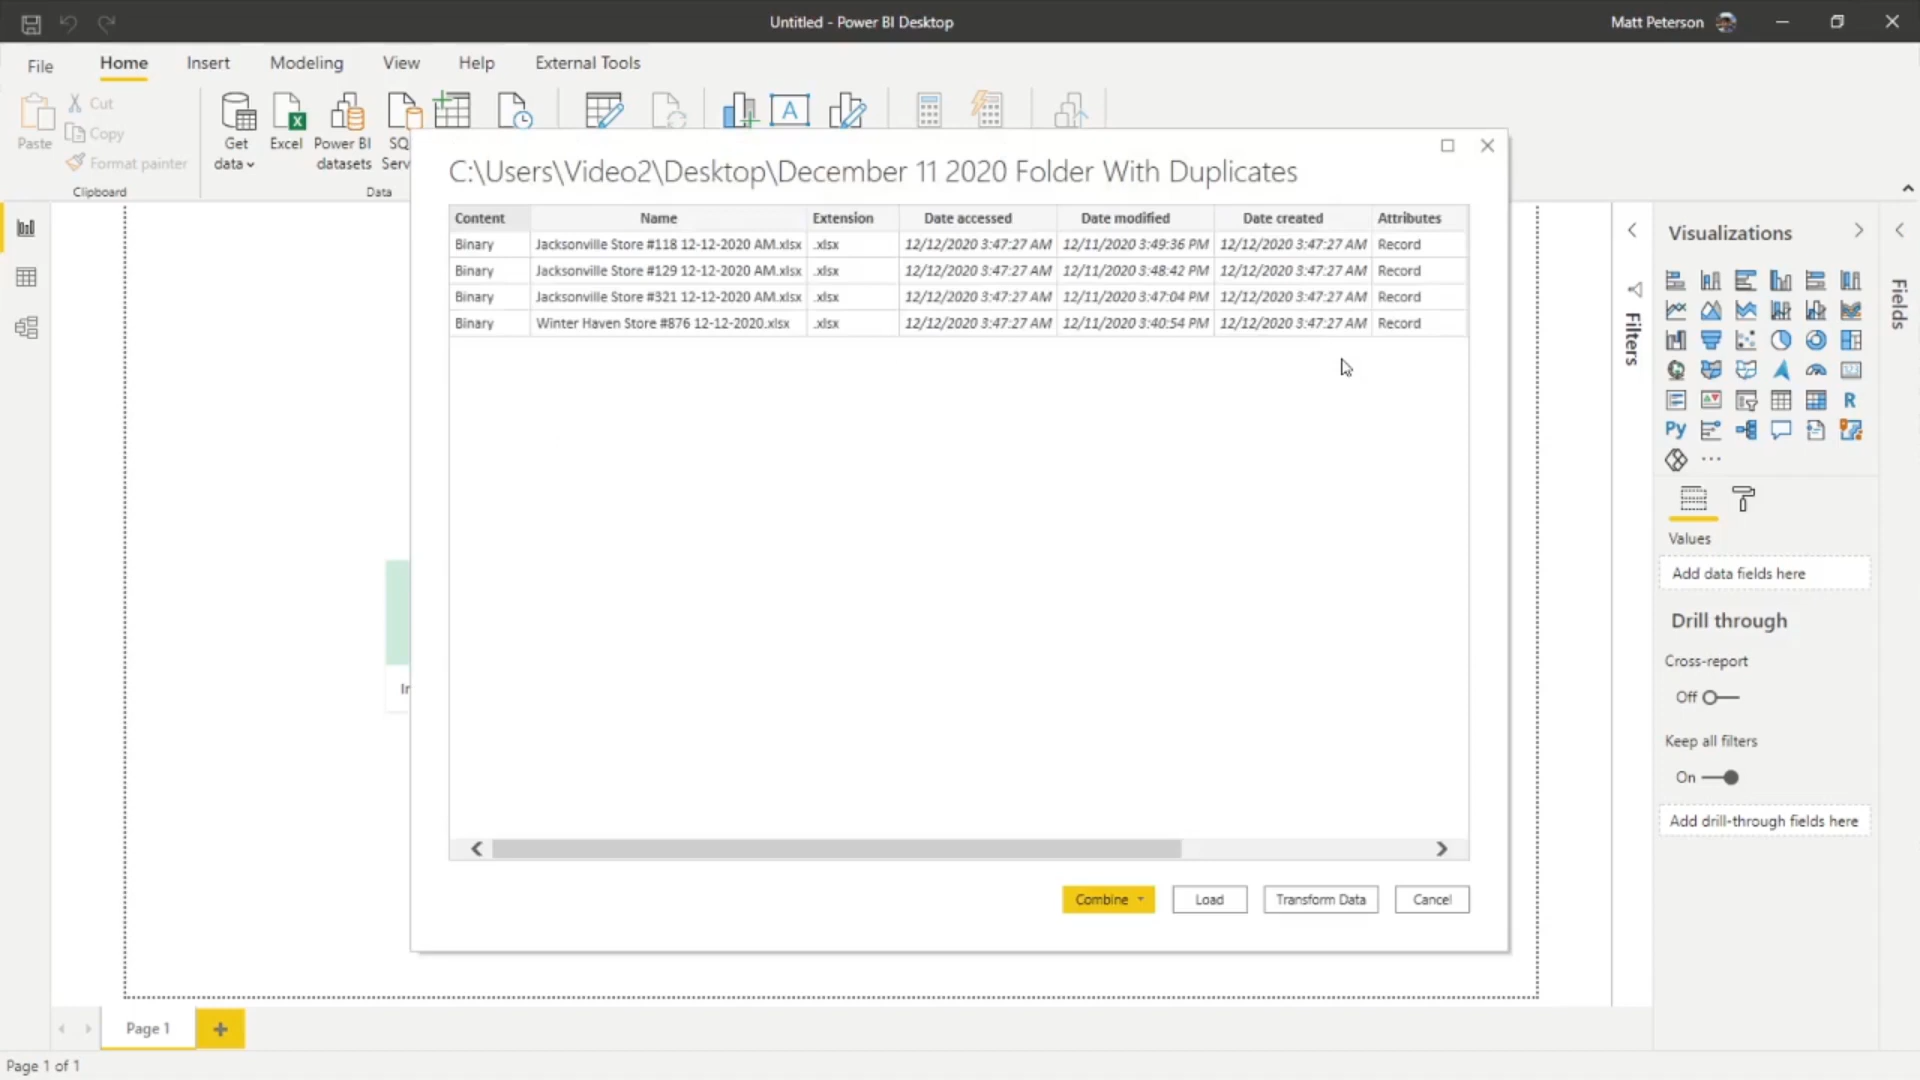 Untitled - Power BI Desktop
Matt Peterson
File
Home
Insert
Modeling
View
Help
External Tools
Paste
Cut
Copy
Format painter
Clipboard
Get data
Excel
Power BI datasets
SQ
Serv
Data
C:\Users\Video2\Desktop\December 11 2020 Folder With Duplicates
Content Name Extension Date accessed Date modified Date created Attributes
Binary Jacksonville Store #118 12-12-2020 AM.xlsx .xlsx 12/12/2020 3:47:27 AM 12/11/2020 3:49:36 PM 12/12/2020 3:47:27 AM Record
Binary Jacksonville Store #129 12-12-2020 AM.xlsx .xlsx 12/12/2020 3:47:27 AM 12/11/2020 3:48:42 PM 12/12/2020 3:47:27 AM Record
Binary Jacksonville Store #321 12-12-2020 AM.xlsx .xlsx 12/12/2020 3:47:27 AM 12/11/2020 3:47:04 PM 12/12/2020 3:47:27 AM Record
Binary Winter Haven Store #876 12-12-2020.xlsx .xlsx 12/12/2020 3:47:27 AM 12/11/2020 3:40:54 PM 12/12/2020 3:47:27 AM Record
Combine
Load
Transform Data
Cancel
Filters
Visualizations
Fields
R
Py
Values
Add data fields here
Drill through
Cross-report
Off
Keep all filters
On
Add drill-through fields here
Page 1
Page 1 of 1